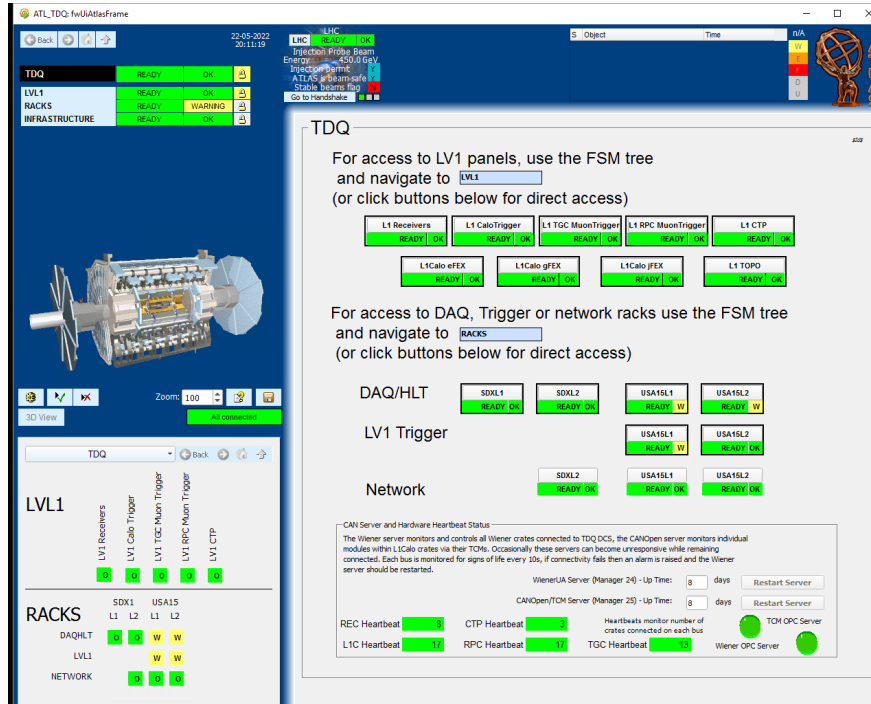 ATL_TDQ: fwUiAtlasFrame
Back
22-05-2022
20:11:19
TDQ READY OK
LVL1 READY OK
RACKS READY WARNING
INFRASTRUCTURE READY OK
LHC
LHC READY OK
Injection Probe Beam
Energy: 450.0 GeV
Injection permit Y
ATLAS is beam-safe Y
Stable beams flag N
Go to Handshake
S Object Time
n/A
W
E
F
D
U
Zoom: 100
3D View
All connected
TDQ
Back
LVL1
LV1 Receivers
LV1 Calo Trigger
LV1 TGC Muon Trigger
LV1 RPC Muon Trigger
LV1 CTP
O O O O O
RACKS
SDX1 USA15
L1 L2 L1 L2
DAQHLT O O W W
LVL1 W W
NETWORK O O O
TDQ
For access to LV1 panels, use the FSM tree
and navigate to LVL1
(or click buttons below for direct access)
L1 Receivers L1 CaloTrigger L1 TGC MuonTrigger L1 RPC MuonTrigger L1 CTP
READY OK READY OK READY OK READY OK READY OK
L1Calo eFEX L1Calo gFEX L1Calo jFEX L1 TOPO
READY OK READY OK READY OK READY OK
For access to DAQ, Trigger or network racks use the FSM tree
and navigate to RACKS
(or click buttons below for direct access)
DAQ/HLT
SDXL1 SDXL2 USA15L1 USA15L2
READY OK READY OK READY W READY W
LV1 Trigger
USA15L1 USA15L2
READY W READY OK
Network
SDXL2 USA15L1 USA15L2
READY OK READY OK READY OK
CAN Server and Hardware Heartbeat Status
The Wiener server monitors and controls all Wiener crates connected to TDQ DCS, the CANOpen server monitors individual
modules within L1Calo crates via their TCMs. Occasionally these servers can become unresponsive while remaining
connected. Each bus is monitored for signs of life every 10s, if connectivity fails then an alarm is raised and the Wiener
server should be restarted.
WienerUA Server (Manager 24) - Up Time: 8 days Restart Server
CANOpen/TCM Server (Manager 25) - Up Time: 8 days Restart Server
REC Heartbeat 8 CTP Heartbeat 3
Heartbeats monitor number of
crates connected on each bus
TCM OPC Server
L1C Heartbeat 17 RPC Heartbeat 17 TGC Heartbeat 13 Wiener OPC Server